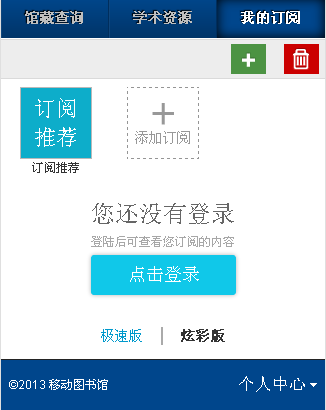 馆藏查询 学术资源 我的订阅
订阅
推荐
订阅推荐
添加订阅
您还没有登录
登陆后可查看您订阅的内容
点击登录
极速版 | 炫彩版
©2013 移动图书馆 个人中心